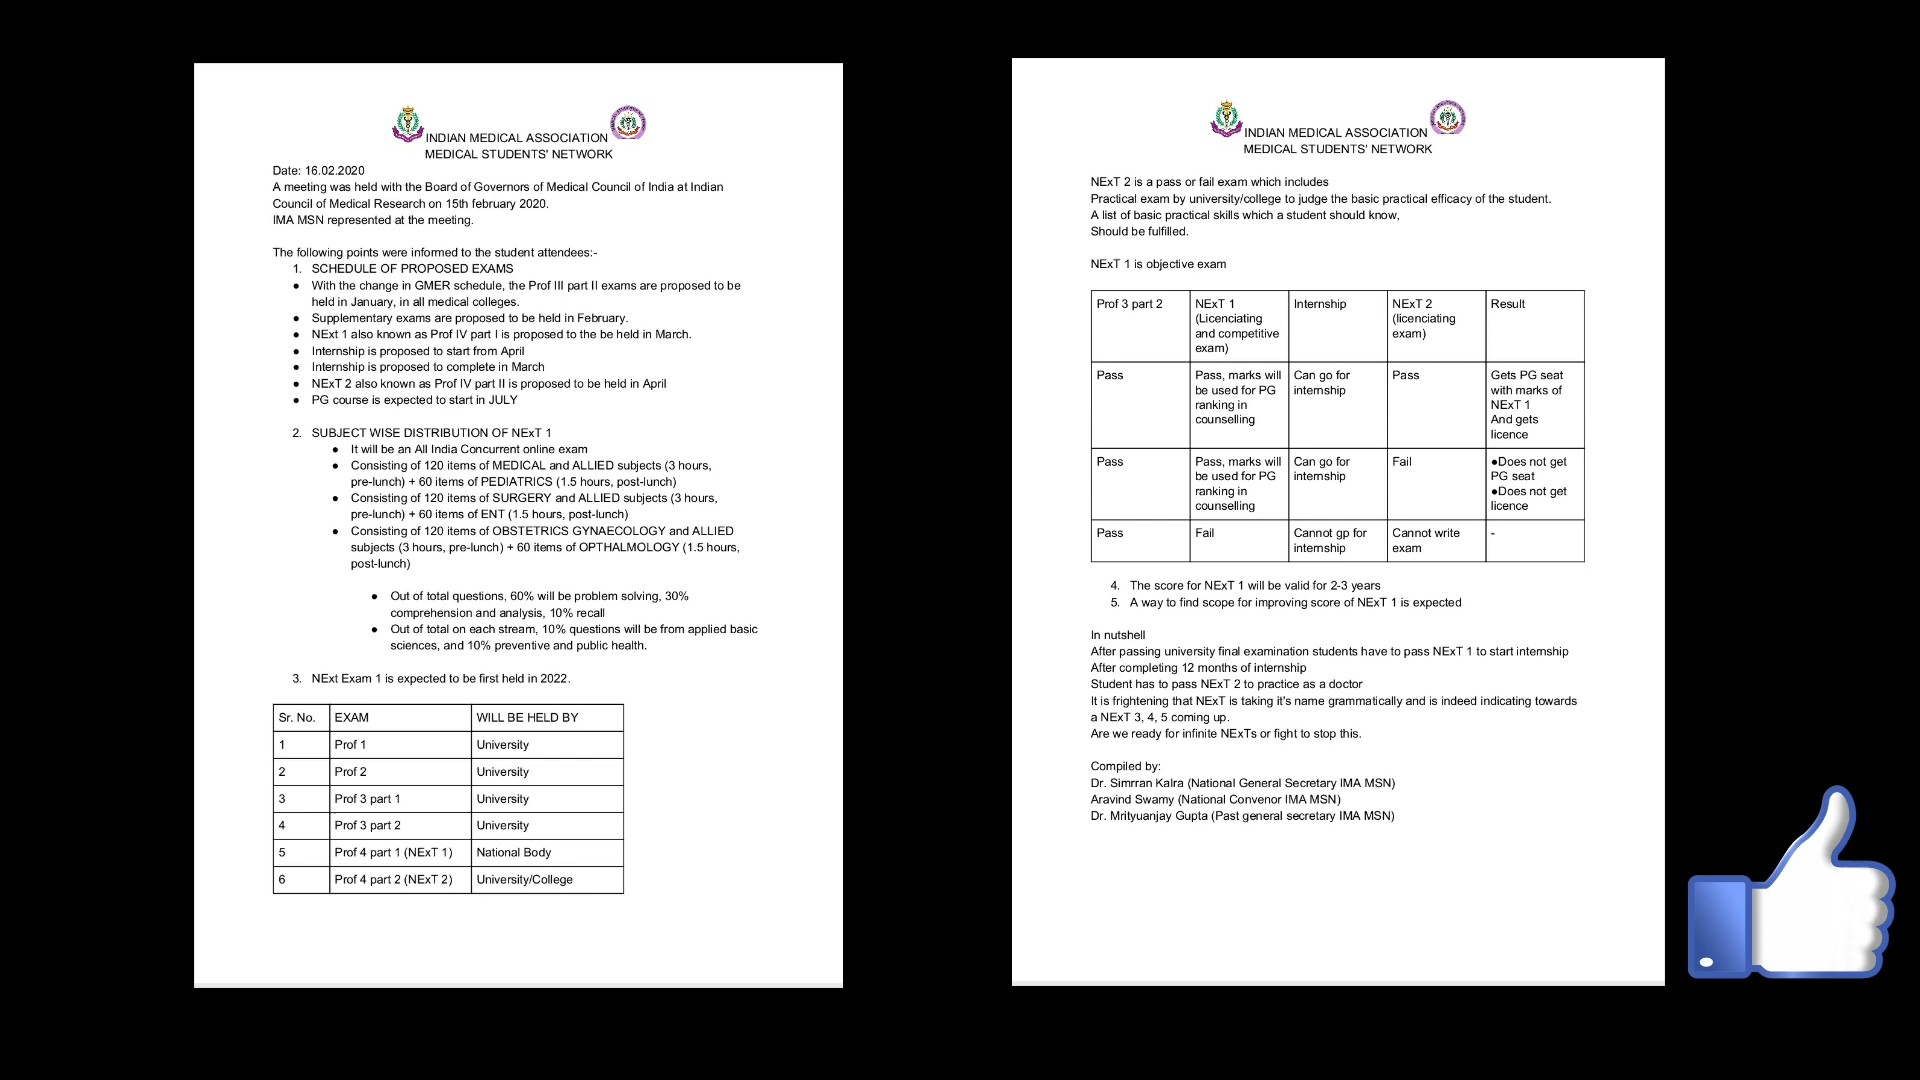 INDIAN MEDICAL ASSOCIATION
MEDICAL STUDENTS' NETWORK
Date: 16.02.2020
A meeting was held with the Board of Governors of Medical Council of India at Indian
Council of Medical Research on 15th february 2020.
IMA MSN represented at the meeting.
The following points were informed to the student attendees:-
1. SCHEDULE OF PROPOSED EXAMS
● With the change in GMER schedule, the Prof III part II exams are proposed to be
held in January, in all medical colleges.
● Supplementary exams are proposed to be held in February.
● NExt 1 also known as Prof IV part I is proposed to the be held in March.
● Internship is proposed to start from April
● Internship is proposed to complete in March
● NExT 2 also known as Prof IV part II is proposed to be held in April
● PG course is expected to start in JULY
2. SUBJECT WISE DISTRIBUTION OF NExT 1
● It will be an All India Concurrent online exam
● Consisting of 120 items of MEDICAL and ALLIED subjects (3 hours,
pre-lunch) + 60 items of PEDIATRICS (1.5 hours, post-lunch)
● Consisting of 120 items of SURGERY and ALLIED subjects (3 hours,
pre-lunch) + 60 items of ENT (1.5 hours, post-lunch)
● Consisting of 120 items of OBSTETRICS GYNAECOLOGY and ALLIED
subjects (3 hours, pre-lunch) + 60 items of OPTHALMOLOGY (1.5 hours,
post-lunch)
● Out of total questions, 60% will be problem solving, 30%
comprehension and analysis, 10% recall
● Out of total on each stream, 10% questions will be from applied basic
sciences, and 10% preventive and public health.
3. NExt Exam 1 is expected to be first held in 2022.
Sr. No. EXAM WILL BE HELD BY
1 Prof 1 University
2 Prof 2 University
3 Prof 3 part 1 University
4 Prof 3 part 2 University
5 Prof 4 part 1 (NExT 1) National Body
6 Prof 4 part 2 (NExT 2) University/College
INDIAN MEDICAL ASSOCIATION
MEDICAL STUDENTS' NETWORK
NExT 2 is a pass or fail exam which includes
Practical exam by university/college to judge the basic practical efficacy of the student.
A list of basic practical skills which a student should know,
Should be fulfilled.
NExT 1 is objective exam
Prof 3 part 2 NExT 1 Internship NExT 2 Result
(Licenciating (licenciating
and competitive exam)
exam)
Pass Pass, marks will Can go for Pass Gets PG seat
be used for PG internship with marks of
ranking in NExT 1
counselling And gets
licence
Pass Pass, marks will Can go for Fail ●Does not get
be used for PG internship PG seat
ranking in ●Does not get
counselling licence
Pass Fail Cannot gp for Cannot write -
internship exam
4. The score for NExT 1 will be valid for 2-3 years
5. A way to find scope for improving score of NExT 1 is expected
In nutshell
After passing university final examination students have to pass NExT 1 to start internship
After completing 12 months of internship
Student has to pass NExT 2 to practice as a doctor
It is frightening that NExT is taking it's name grammatically and is indeed indicating towards
a NExT 3, 4, 5 coming up.
Are we ready for infinite NExTs or fight to stop this.
Compiled by:
Dr. Simrran Kalra (National General Secretary IMA MSN)
Aravind Swamy (National Convenor IMA MSN)
Dr. Mrityuanjay Gupta (Past general secretary IMA MSN)